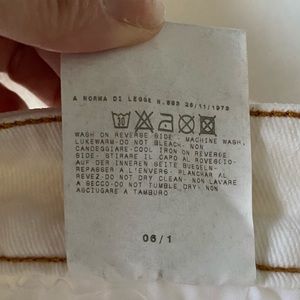 A NORMA DI LEGGE N.883 26/11/1973
WASH ON REVERSE SIDE. MACHINE WASH,
LUKEWARM-DO NOT BLEACH- NON
CANDEGGIARE-COOL IRON ON REVERSE
SIDE- STIRARE IL CAPO AL ROVESCIO-
AUF DER INNEREN SEITE BUEGELN-
REPASSER A L'ENVERS- PLANCHAR AL
REVEZ-DO NOT DRY CLEAN- NON LAVARE
A SECCO-DO NOT TUMBLE DRY- NON
ASCIUGARE A TAMBURO
06/1